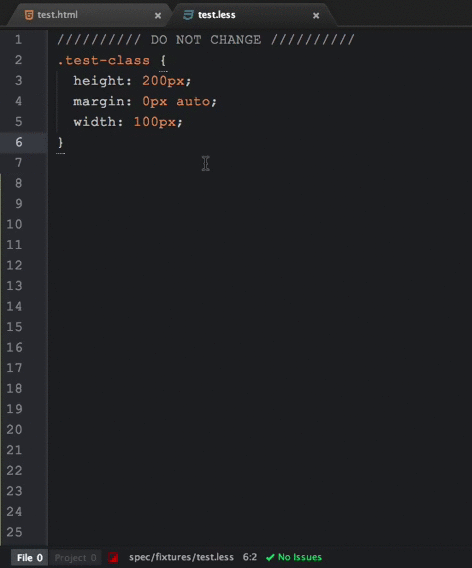 test.html
test.less
1 ////////// DO NOT CHANGE //////////
2 .test-class {
3 height: 200px;
4 margin: 0px auto;
5 width: 100px;
6 }
7
8
9
10
11
12
13
14
15
16
17
18
19
20
21
22
23
24
25
File 0 Project 0 spec/fixtures/test.less 6:2 No Issues